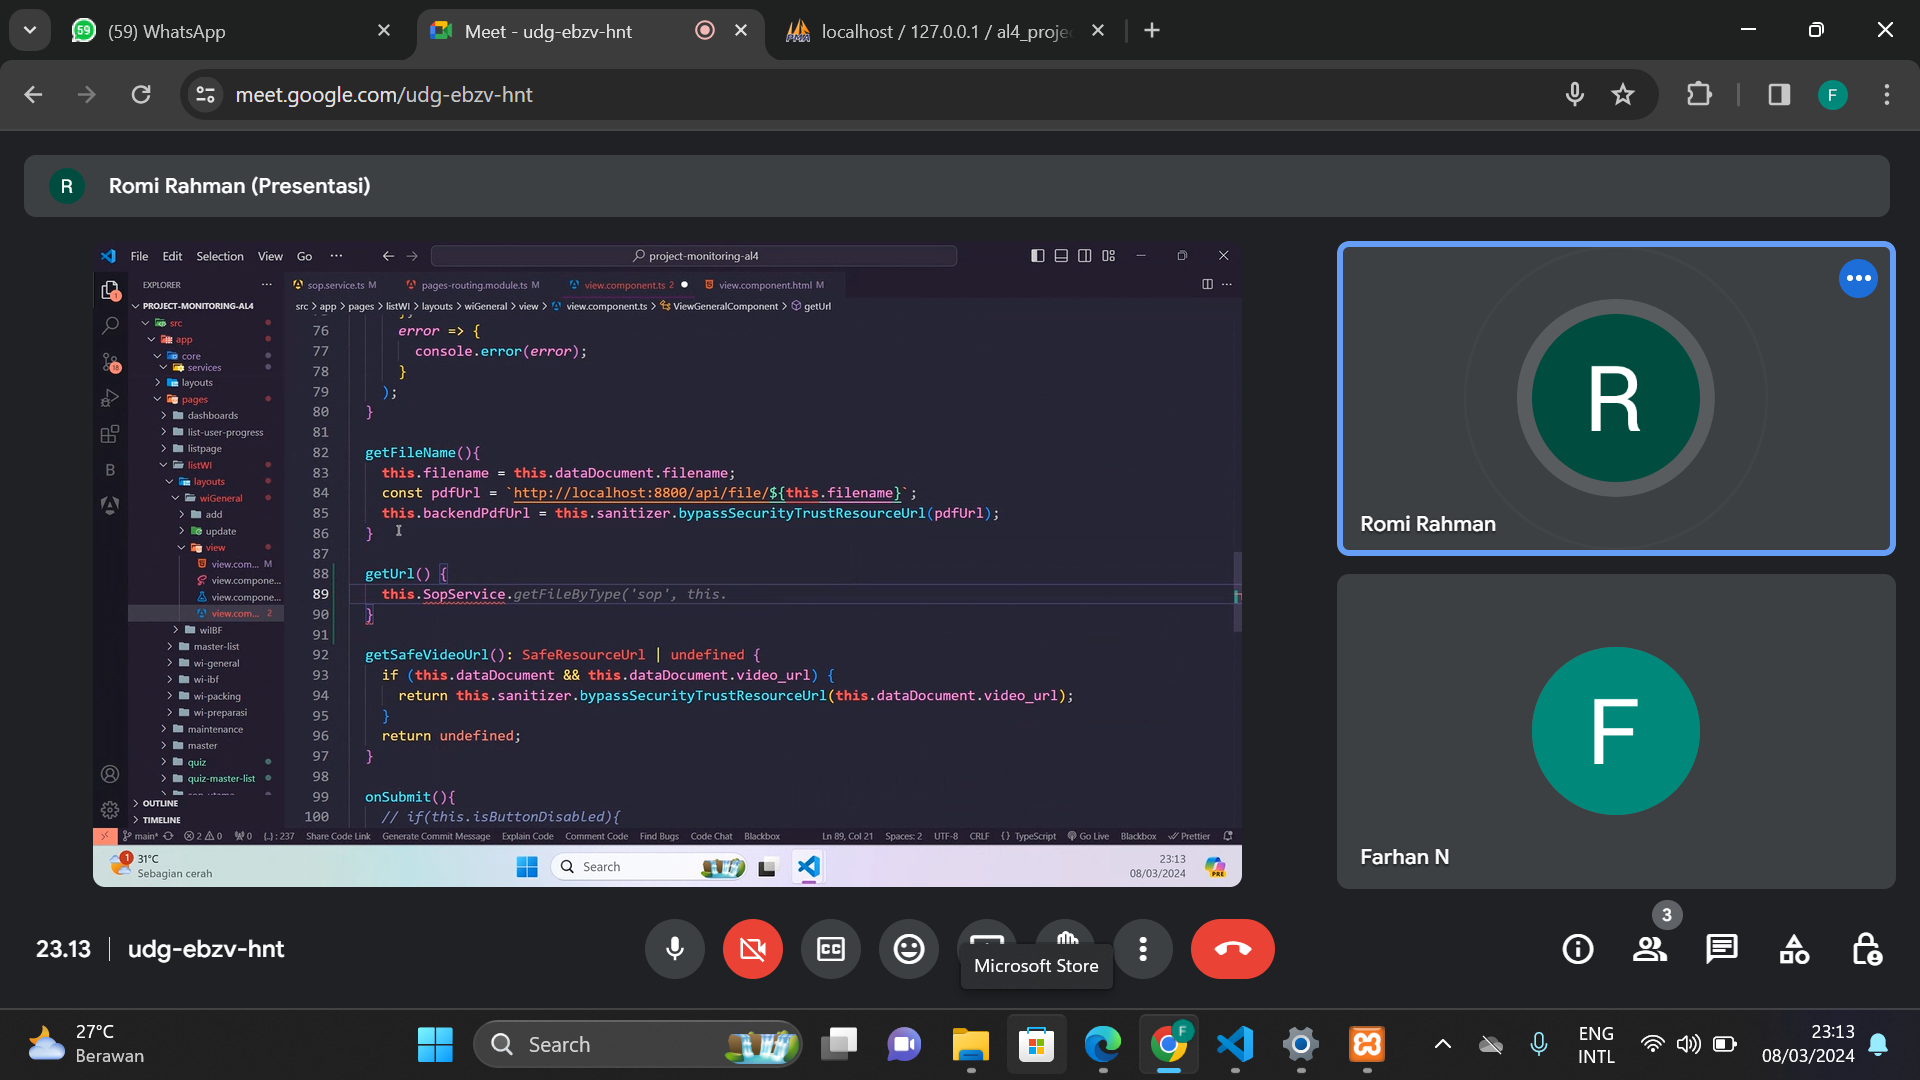 (59) WhatsApp
Meet - udg-ebzv-hnt
localhost / 127.0.0.1 / al4_proje
meet.google.com/udg-ebzv-hnt
F
R
Romi Rahman (Presentasi)
File Edit Selection View Go ···
project-monitoring-al4
EXPLORER
sop.service.ts M
pages-routing.module.ts M
view.component.ts 2
view.component.html M
PROJECT-MONITORING-AL4
src > app > pages > listWI > layouts > wiGeneral > view > view.component.ts > ViewGeneralComponent > getUrl
src
app
core
services
layouts
pages
dashboards
list-user-progress
listpage
listWI
layouts
wiGeneral
add
update
view
view.com... M
view.compone...
view.compone...
view.com... 2
wiIBF
master-list
wi-general
wi-ibf
wi-packing
wi-preparasi
maintenance
master
quiz
quiz-master-list
OUTLINE
TIMELINE
76 error => {
77 console.error(error);
78 }
79 );
80 }
81
82 getFileName(){
83 this.filename = this.dataDocument.filename;
84 const pdfUrl = `http://localhost:8800/api/file/${this.filename}`;
85 this.backendPdfUrl = this.sanitizer.bypassSecurityTrustResourceUrl(pdfUrl);
86 }
87
88 getUrl() {
89 this.SopService.getFileByType('sop', this.
90 }
91
92 getSafeVideoUrl(): SafeResourceUrl | undefined {
93 if (this.dataDocument && this.dataDocument.video_url) {
94 return this.sanitizer.bypassSecurityTrustResourceUrl(this.dataDocument.video_url);
95 }
96 return undefined;
97 }
98
99 onSubmit(){
100 // if(this.isButtonDisabled){
main* 2 0 0 {..} : 237 Share Code Link Generate Commit Message Explain Code Comment Code Find Bugs Code Chat Blackbox Ln 89, Col 21 Spaces: 2 UTF-8 CRLF {} TypeScript Go Live Blackbox Prettier
1
31°C
Sebagian cerah
Search
23:13
08/03/2024
PRE
R
Romi Rahman
F
Farhan N
23.13 | udg-ebzv-hnt
Microsoft Store
3
27°C
Berawan
Search
ENG
INTL
23:13
08/03/2024